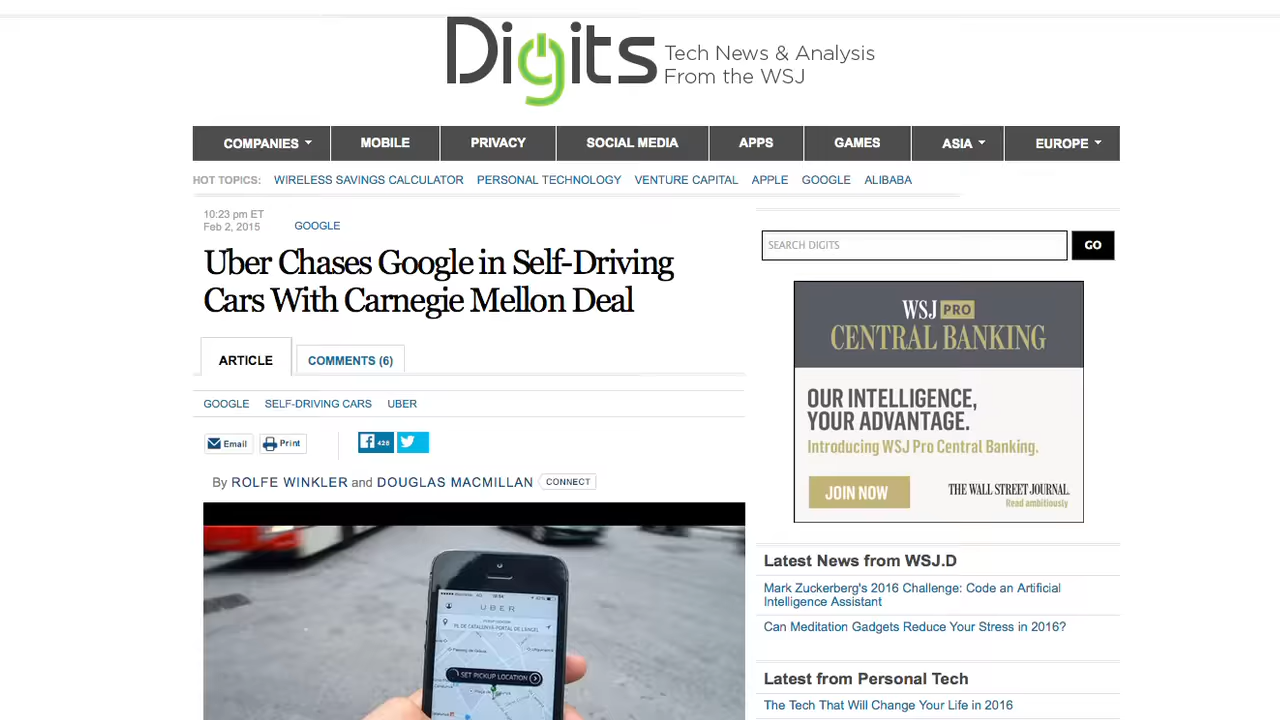 Digits
Tech News & Analysis
From the WSJ
COMPANIES
MOBILE
PRIVACY
SOCIAL MEDIA
APPS
GAMES
ASIA
EUROPE
HOT TOPICS: WIRELESS SAVINGS CALCULATOR PERSONAL TECHNOLOGY VENTURE CAPITAL APPLE GOOGLE ALIBABA
10:23 pm ET
Feb 2, 2015
GOOGLE
Uber Chases Google in Self-Driving
Cars With Carnegie Mellon Deal
ARTICLE
COMMENTS (6)
GOOGLE SELF-DRIVING CARS UBER
Email
Print
428
By ROLFE WINKLER and DOUGLAS MACMILLAN CONNECT
UBER
SET PICKUP LOCATION
SEARCH DIGITS
GO
WSJ PRO
CENTRAL BANKING
OUR INTELLIGENCE,
YOUR ADVANTAGE.
Introducing WSJ Pro Central Banking.
JOIN NOW
THE WALL STREET JOURNAL.
Read ambitiously
Latest News from WSJ.D
Mark Zuckerberg's 2016 Challenge: Code an Artificial
Intelligence Assistant
Can Meditation Gadgets Reduce Your Stress in 2016?
Latest from Personal Tech
The Tech That Will Change Your Life in 2016